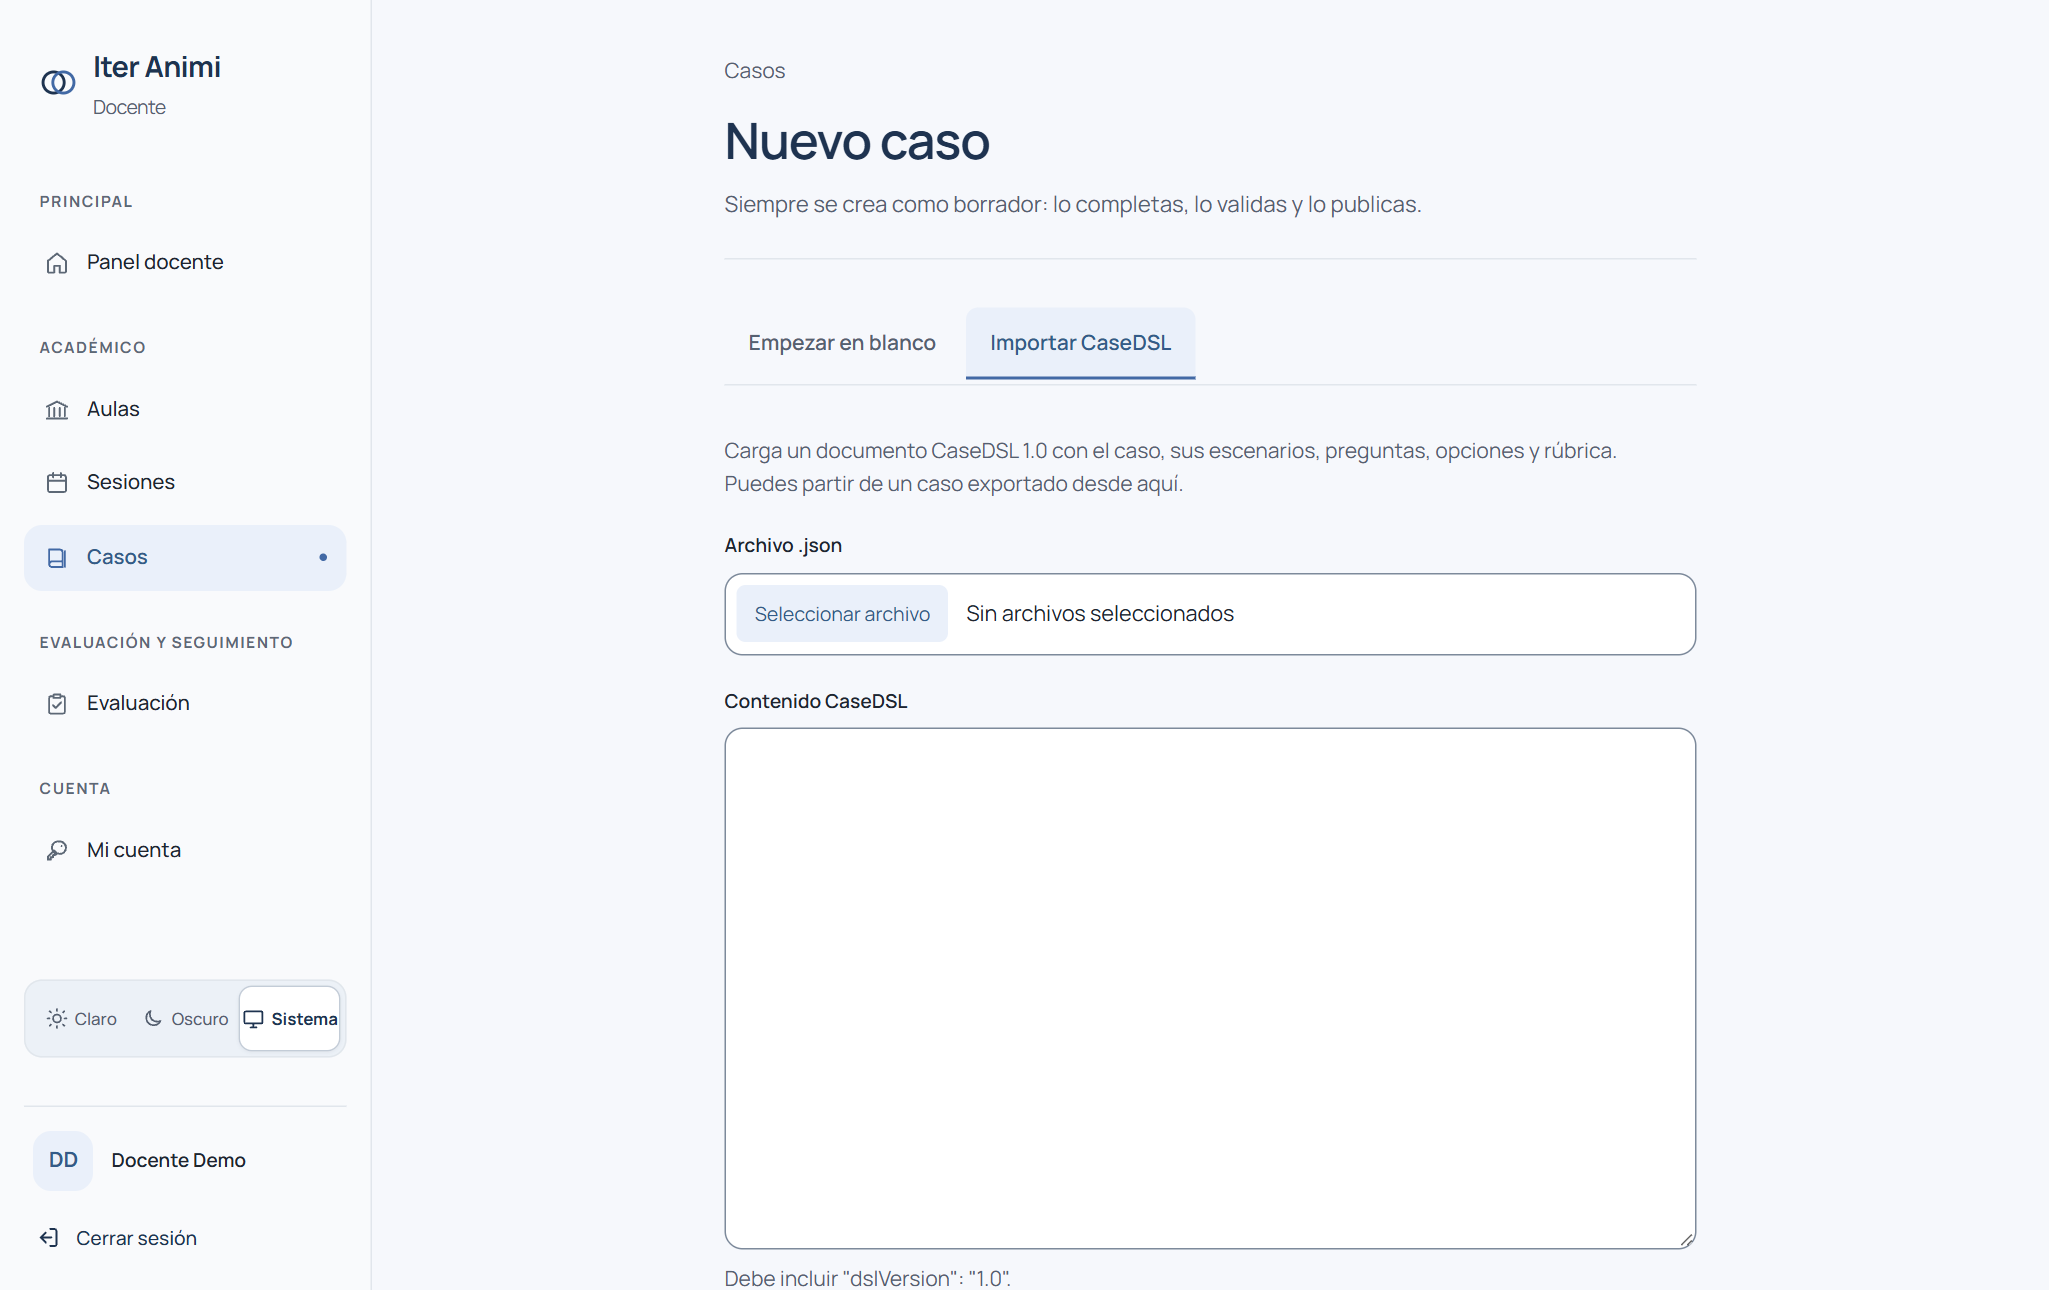 Iter Animi
Docente
PRINCIPAL
Panel docente
ACADÉMICO
Aulas
Sesiones
Casos
EVALUACIÓN Y SEGUIMIENTO
Evaluación
CUENTA
Mi cuenta
Claro
Oscuro
Sistema
DD
Docente Demo
Cerrar sesión
Casos
Nuevo caso
Siempre se crea como borrador: lo completas, lo validas y lo publicas.
Empezar en blanco
Importar CaseDSL
Carga un documento CaseDSL 1.0 con el caso, sus escenarios, preguntas, opciones y rúbrica.
Puedes partir de un caso exportado desde aquí.
Archivo .json
Seleccionar archivo
Sin archivos seleccionados
Contenido CaseDSL
Debe incluir "dslVersion": "1.0".